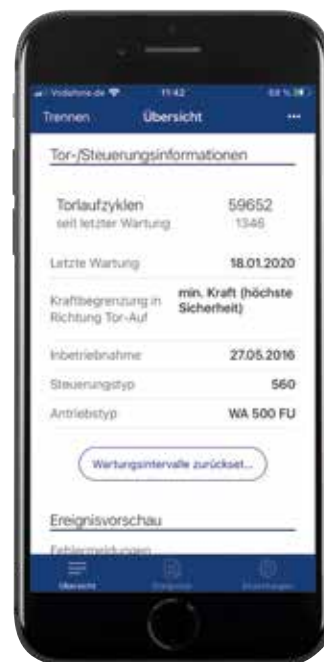 Vodafone.de 11:42
Trennen Übersicht ...
Tor-/Steuerungsinformationen
Torlaufzyklen 59652
seit letzter Wartung 1346
Letzte Wartung 18.01.2020
Kraftbegrenzung in Richtung Tor-Auf min. Kraft (höchste Sicherheit)
Inbetriebnahme 27.05.2016
Steuerungstyp 560
Antriebstyp WA 500 FU
Wartungsintervalle zurückset...
Ereignisvorschau
Fehlermeldungen
Übersicht